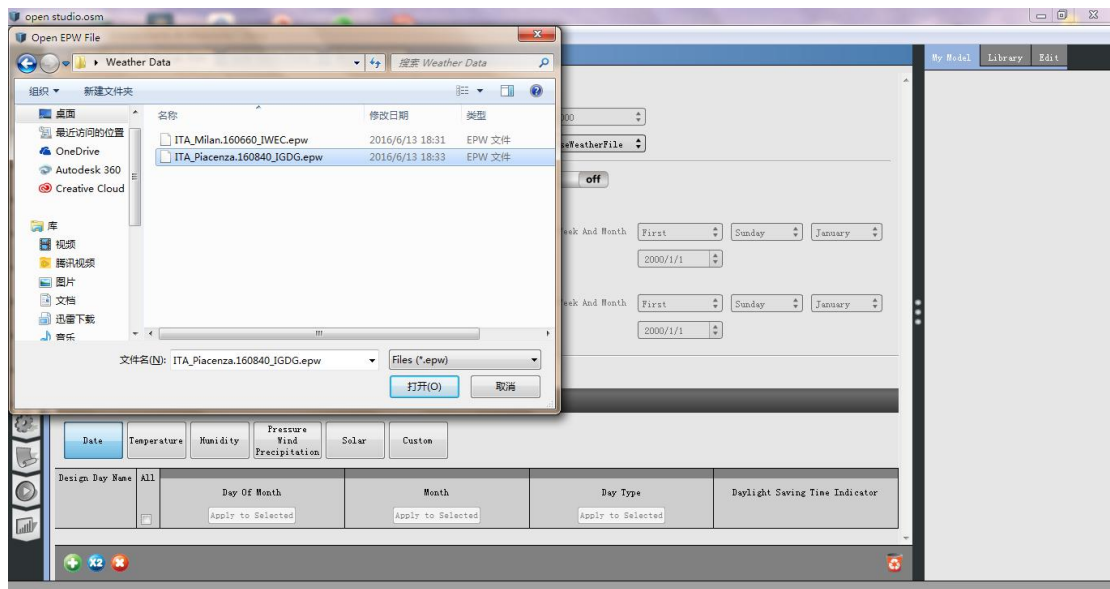 open studio.osm
Open EPW File
Weather Data
搜索 Weather Data
组织
新建文件夹
桌面
最近访问的位置
OneDrive
Autodesk 360
Creative Cloud
库
视频
腾讯视频
图片
文档
迅雷下载
音乐
名称 修改日期 类型
ITA_Milan.160660_IWEC.epw 2016/6/13 18:31 EPW 文件
ITA_Piacenza.160840_IGDG.epw 2016/6/13 18:33 EPW 文件
文件名(N): ITA_Piacenza.160840_IGDG.epw Files (*.epw)
打开(O) 取消
My Model Library Edit
off
And Month First Sunday January
2000/1/1
And Month First Sunday January
2000/1/1
Date Temperature Humidity Pressure Wind Precipitation Solar Custom
Design Day Name All Day Of Month Month Day Type Daylight Saving Time Indicator
Apply to Selected Apply to Selected Apply to Selected
X2